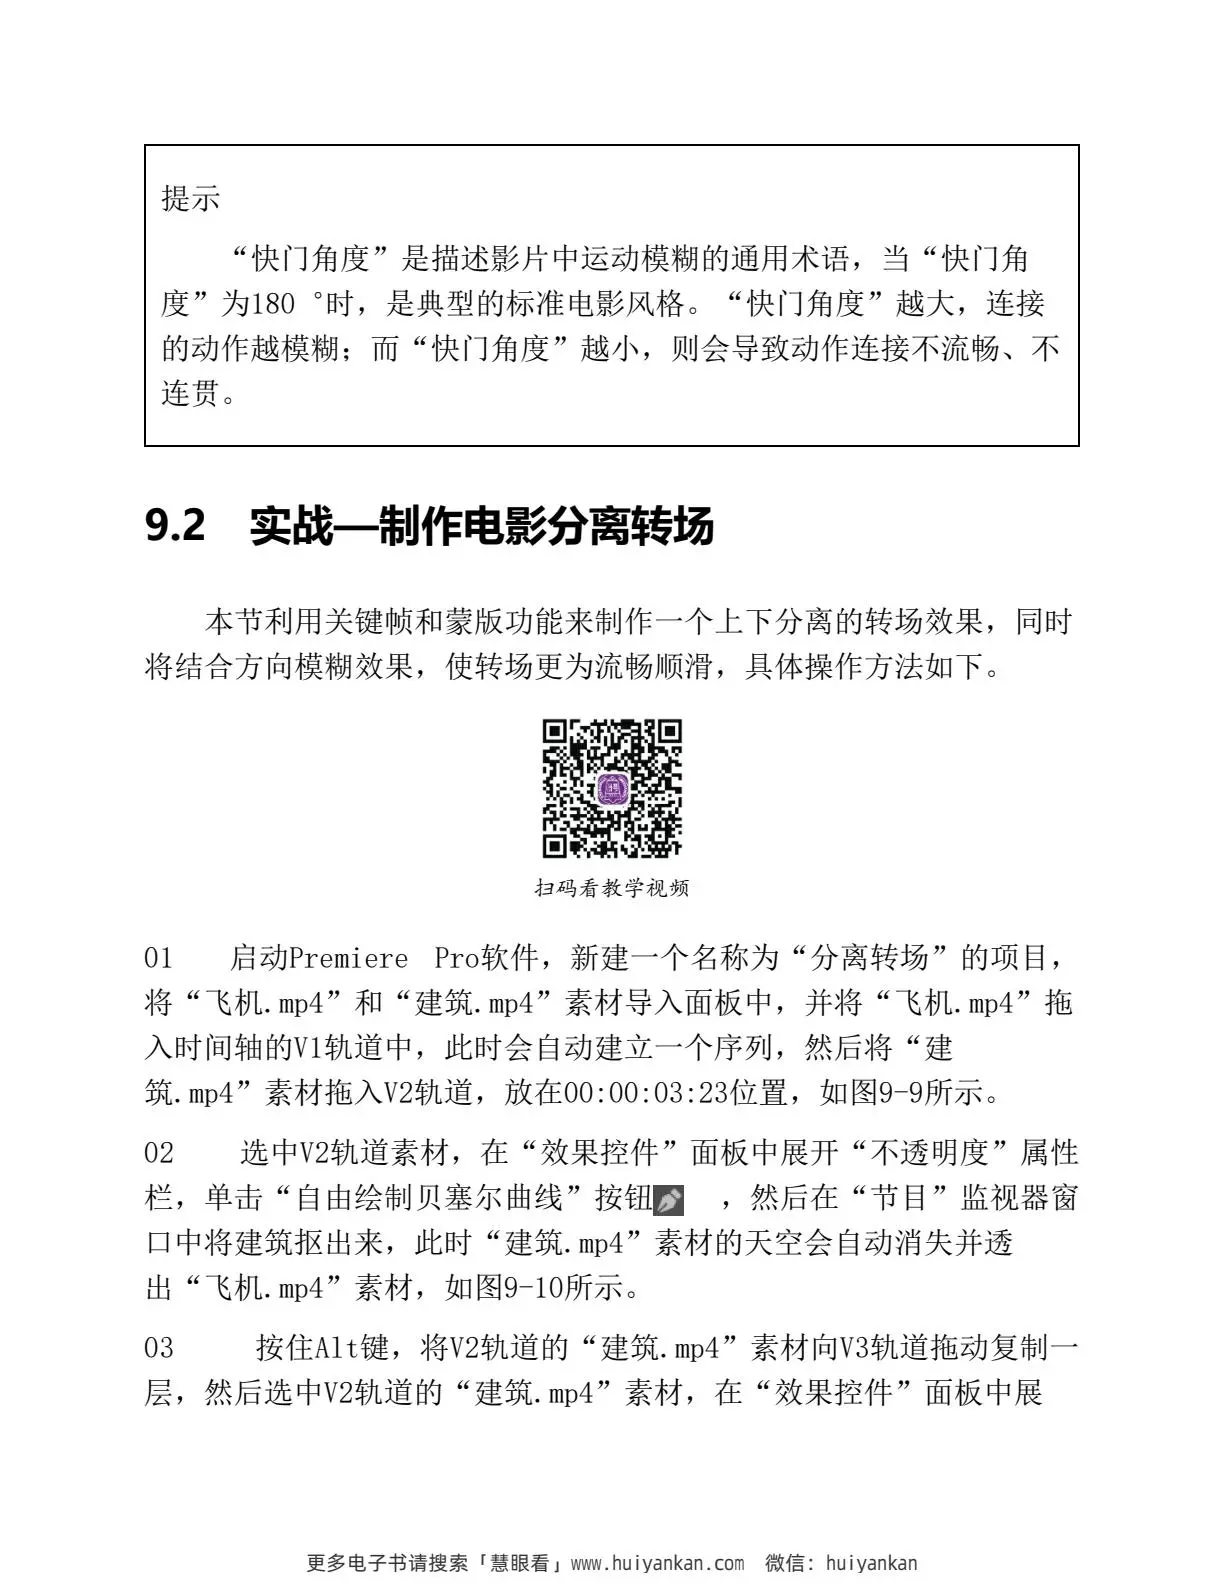 提示
“快门角度”是描述影片中运动模糊的通用术语，当“快门角
度”为180 °时，是典型的标准电影风格。“快门角度”越大，连接
的动作越模糊；而“快门角度”越小，则会导致动作连接不流畅、不
连贯。
9.2 实战—制作电影分离转场
本节利用关键帧和蒙版功能来制作一个上下分离的转场效果，同时
将结合方向模糊效果，使转场更为流畅顺滑，具体操作方法如下。
扫码看教学视频
01 启动Premiere Pro软件，新建一个名称为“分离转场”的项目，
将“飞机.mp4”和“建筑.mp4”素材导入面板中，并将“飞机.mp4”拖
入时间轴的V1轨道中，此时会自动建立一个序列，然后将“建
筑.mp4”素材拖入V2轨道，放在00:00:03:23位置，如图9-9所示。
02 选中V2轨道素材，在“效果控件”面板中展开“不透明度”属性
栏，单击“自由绘制贝塞尔曲线”按钮 ，然后在“节目”监视器窗
口中将建筑抠出来，此时“建筑.mp4”素材的天空会自动消失并透
出“飞机.mp4”素材，如图9-10所示。
03 按住Alt键，将V2轨道的“建筑.mp4”素材向V3轨道拖动复制一
层，然后选中V2轨道的“建筑.mp4”素材，在“效果控件”面板中展
更多电子书请搜索「慧眼看」www.huiyankan.com 微信：huiyankan